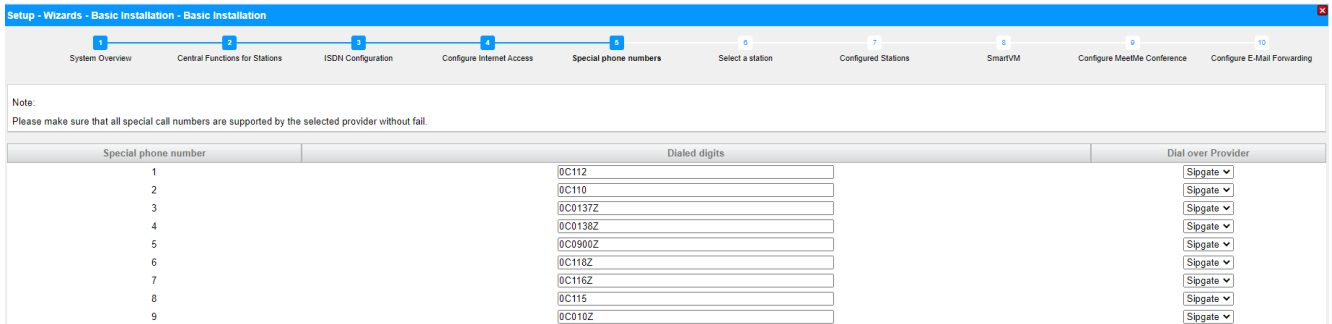 Setup - Wizards - Basic Installation - Basic Installation
1 2 3 4 5 6 7 8 9 10
System Overview Central Functions for Stations ISDN Configuration Configure Internet Access Special phone numbers Select a station Configured Stations SmartVM Configure MeetMe Conference Configure E-Mail Forwarding
Note:
Please make sure that all special call numbers are supported by the selected provider without fail.
Special phone number Dialed digits Dial over Provider
1 0C112 Sipgate
2 0C110 Sipgate
3 0C0137Z Sipgate
4 0C0138Z Sipgate
5 0C0900Z Sipgate
6 0C118Z Sipgate
7 0C116Z Sipgate
8 0C115 Sipgate
9 0C010Z Sipgate